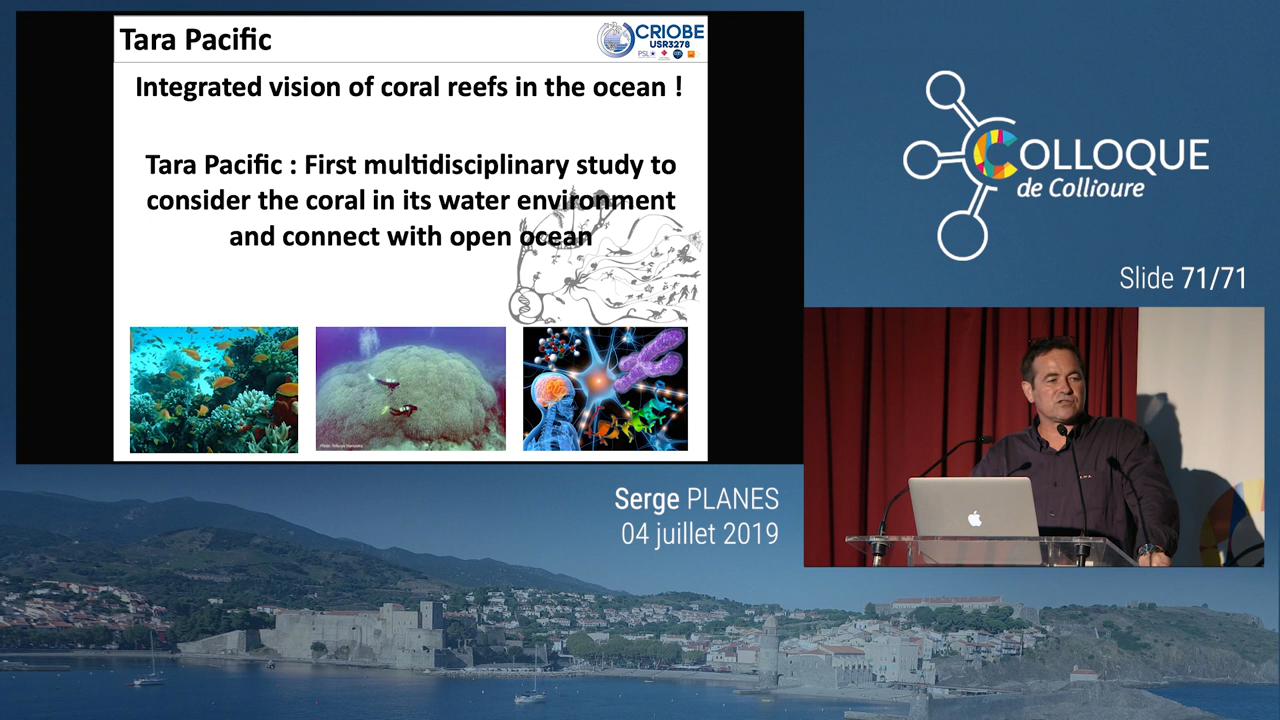 Tara Pacific
CRIOBE
USR3278
PSL
Integrated vision of coral reefs in the ocean !
Tara Pacific : First multidisciplinary study to
consider the coral in its water environment
and connect with open ocean
COLLOQUE
de Collioure
Slide 71/71
Serge PLANES
04 juillet 2019